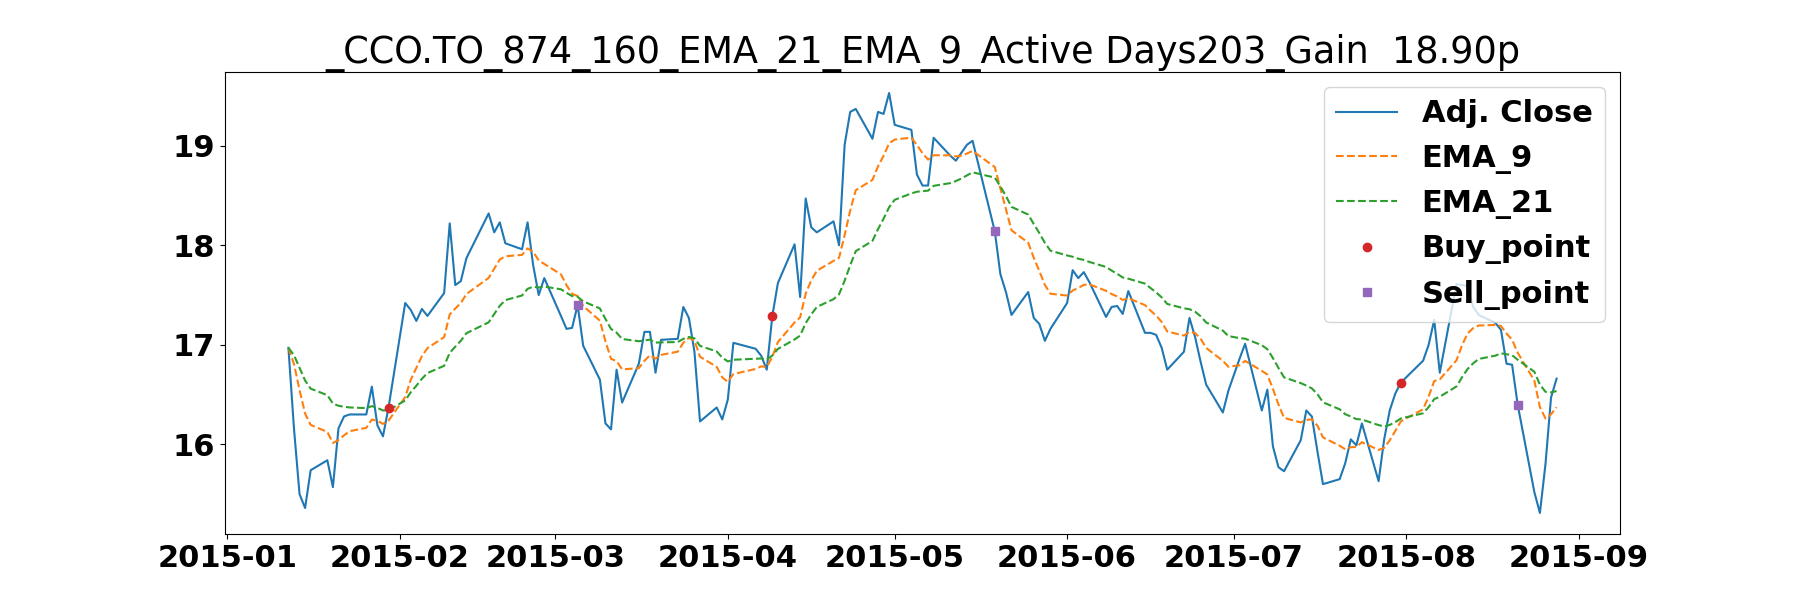 _CCO.TO_874_160_EMA_21_EMA_9_Active Days203_Gain  18.90p
19
18
17
16
Adj. Close
EMA_9
EMA_21
Buy_point
Sell_point
2015-01 2015-02 2015-03 2015-04 2015-05 2015-06 2015-07 2015-08 2015-09